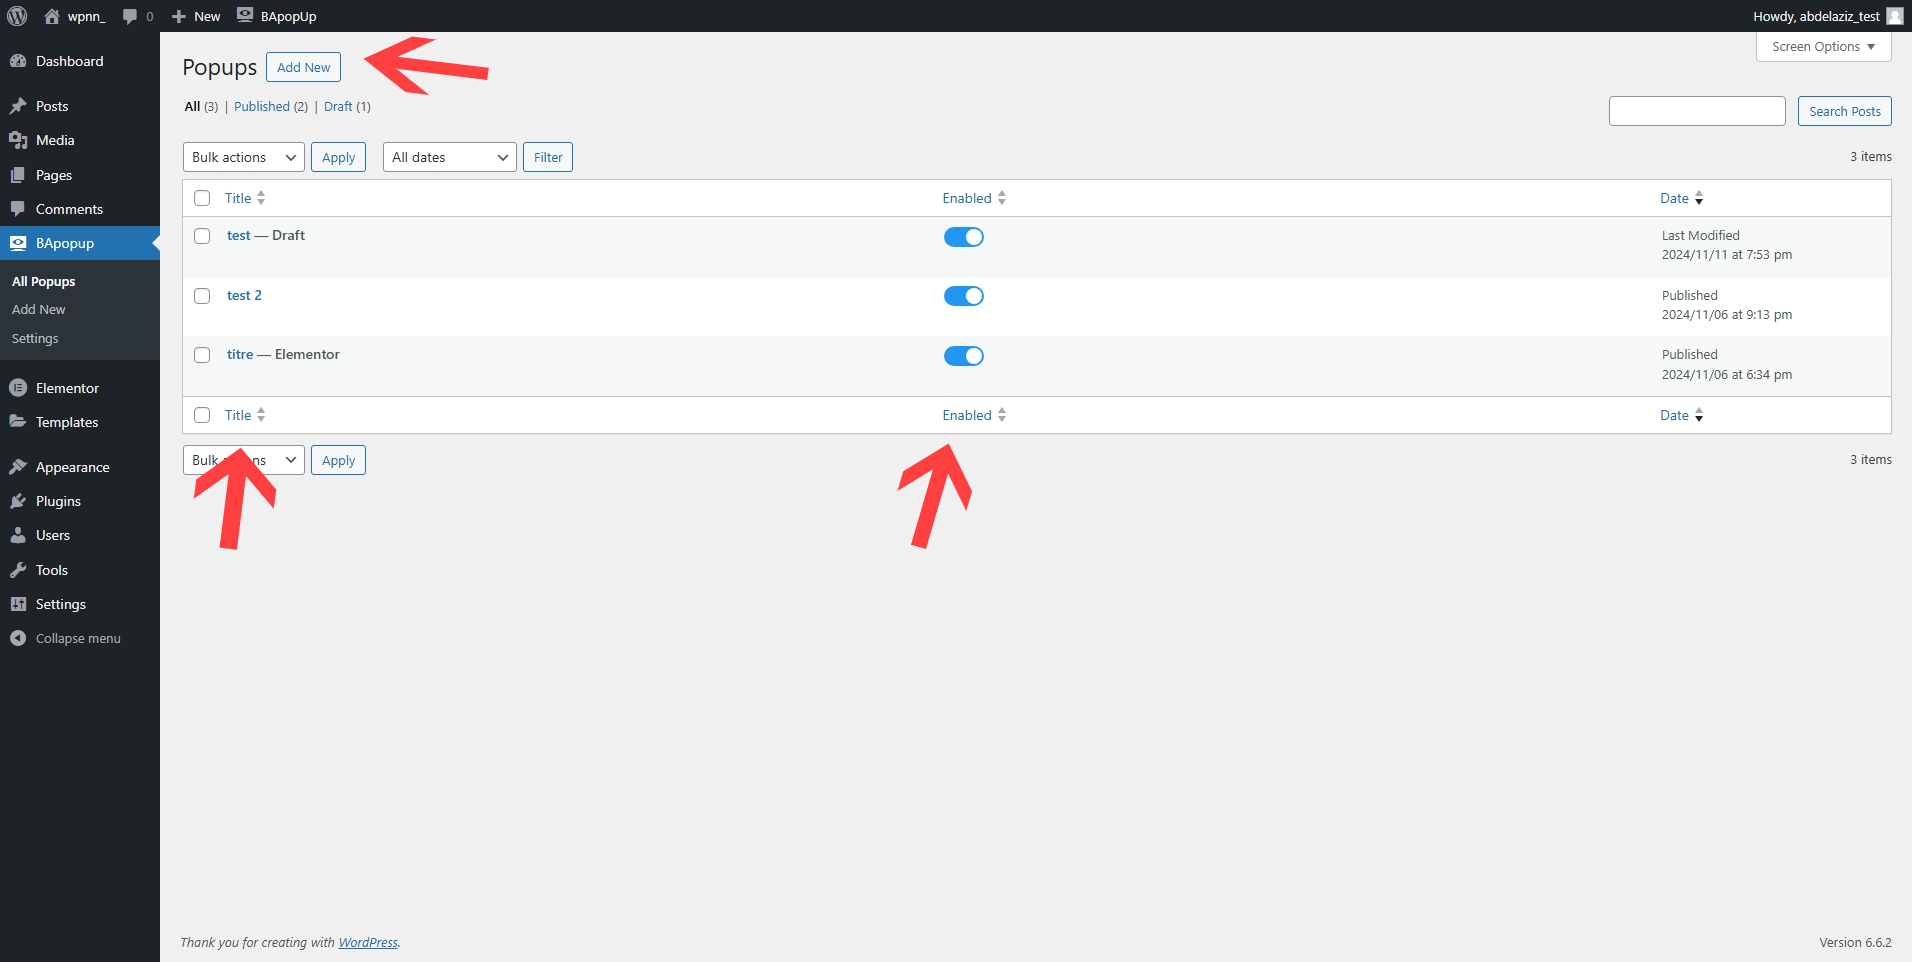 wpnn_ 0 New BApopUp Howdy, abdelaziz_test
Screen Options
Dashboard
Posts
Media
Pages
Comments
BApopup
All Popups
Add New
Settings
Elementor
Templates
Appearance
Plugins
Users
Tools
Settings
Collapse menu
Popups Add New
All (3) | Published (2) | Draft (1)
Search Posts
Bulk actions Apply All dates Filter 3 items
Title Enabled Date
test — Draft Last Modified
2024/11/11 at 7:53 pm
test 2 Published
2024/11/06 at 9:13 pm
titre — Elementor Published
2024/11/06 at 6:34 pm
Title Enabled Date
Bulk Apply 3 items
Thank you for creating with WordPress. Version 6.6.2